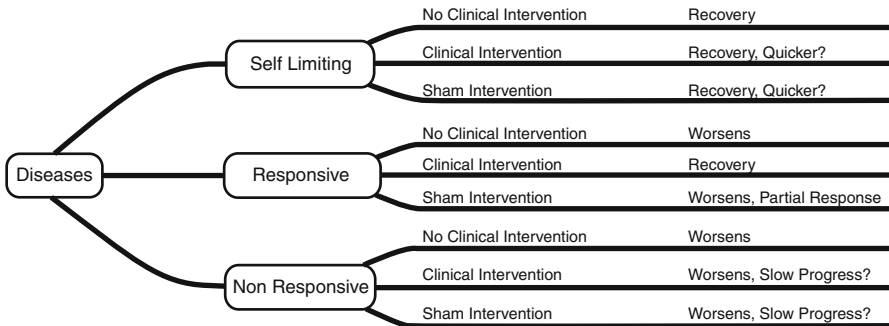 No Clinical Intervention Recovery
Self Limiting
Clinical Intervention Recovery, Quicker?
Sham Intervention Recovery, Quicker?
No Clinical Intervention Worsens
Diseases
Responsive
Clinical Intervention Recovery
Sham Intervention Worsens, Partial Response
No Clinical Intervention Worsens
Non Responsive
Clinical Intervention Worsens, Slow Progress?
Sham Intervention Worsens, Slow Progress?